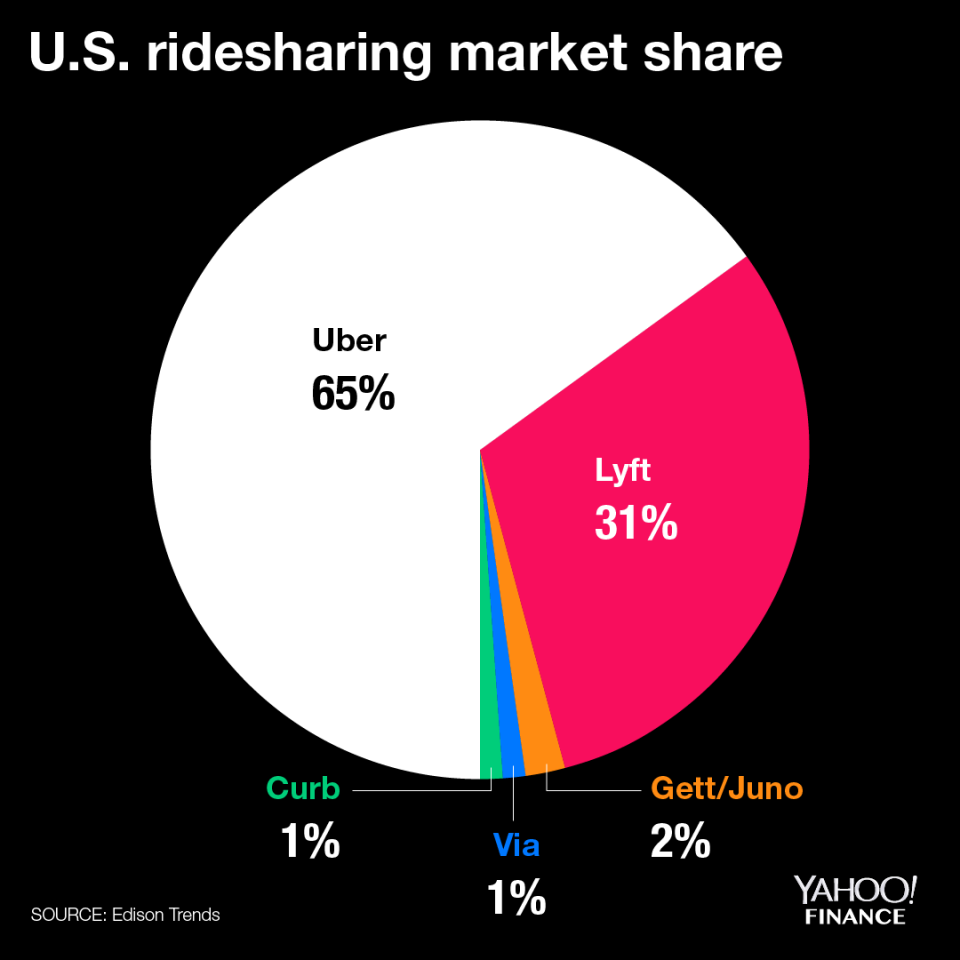 U.S. ridesharing market share
Uber
65%
Lyft
31%
Curb
1%
Via
1%
Gett/Juno
2%
SOURCE: Edison Trends
YAHOO!
FINANCE